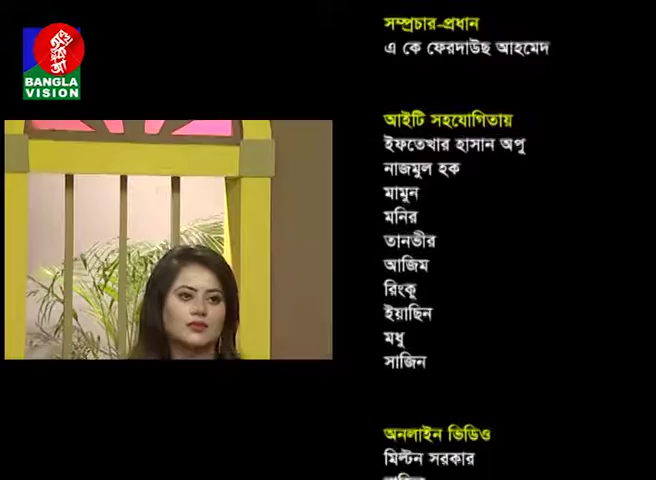 BANGLA
VISION
সম্প্রচার-প্রধান
এ কে ফেরদাউছ আহমেদ
আইটি সহযোগিতায়
ইফতেখার হাসান অপু
নাজমুল হক
মামুন
মনির
তানভীর
আজিম
রিংকু
ইয়াছিন
মধু
সাজিন
অনলাইন ভিডিও
মিল্টন সরকার